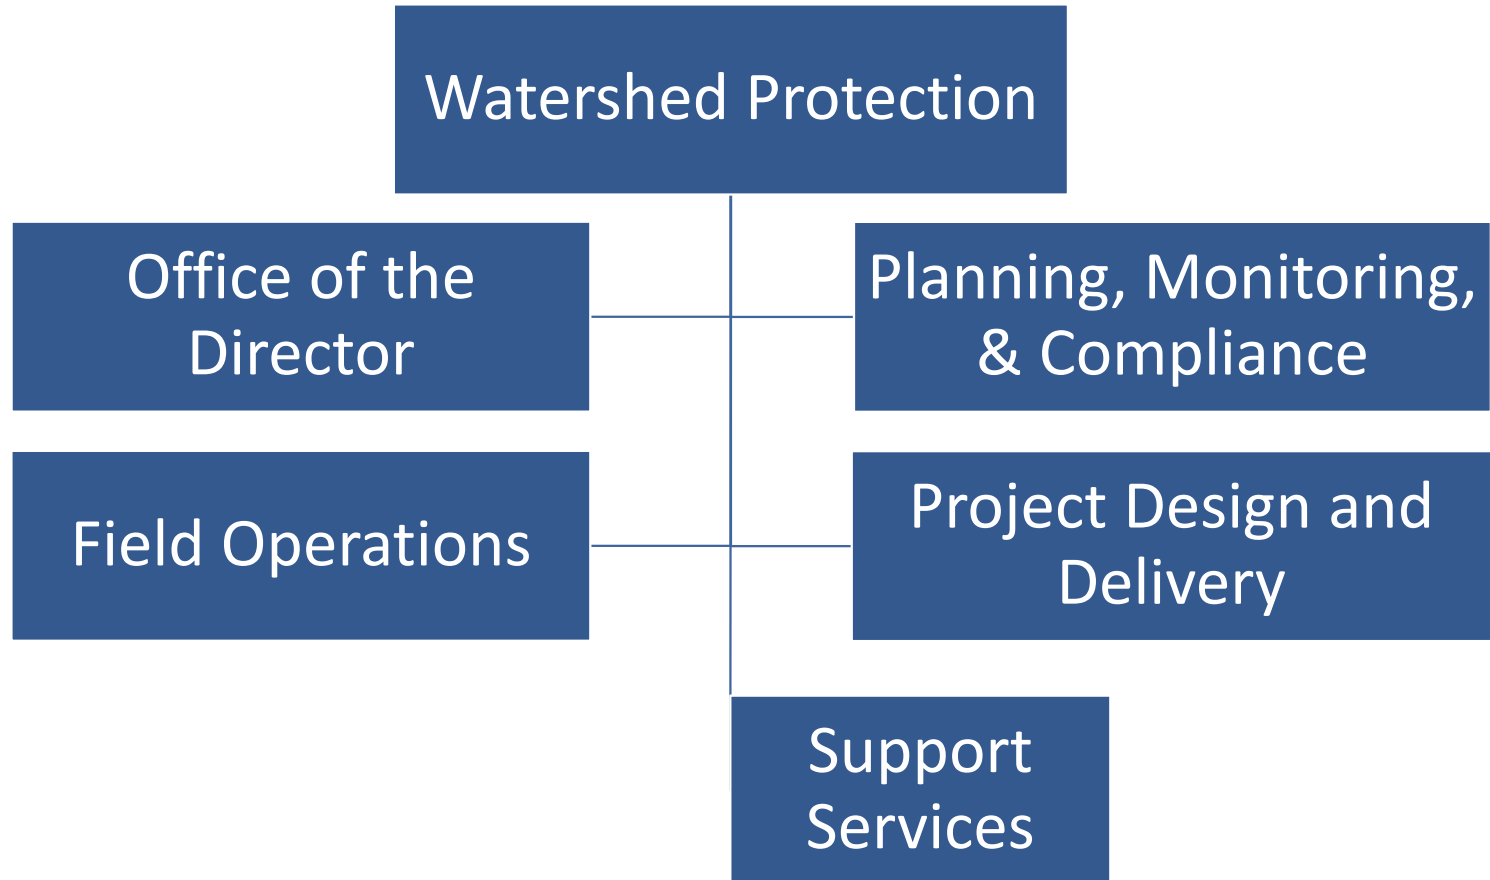 Watershed Protection
Office of the
Director
Planning, Monitoring,
& Compliance
Field Operations
Project Design and
Delivery
Support
Services